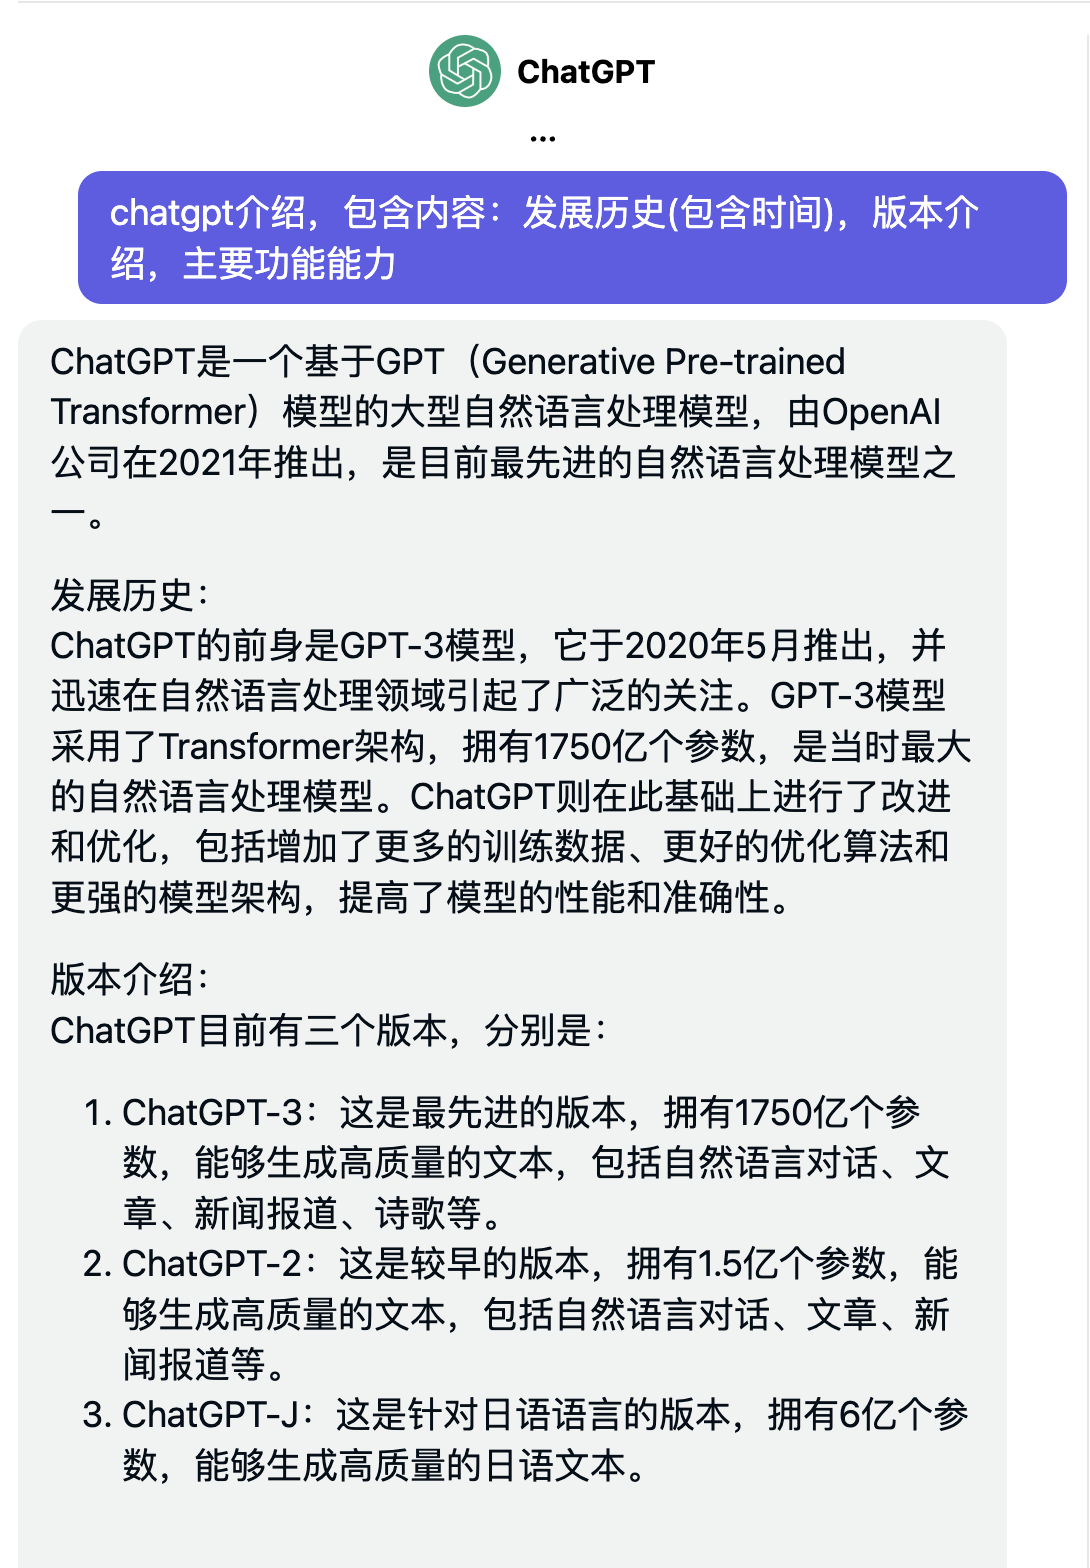 ChatGPT
...
chatgpt介绍，包含内容：发展历史(包含时间)，版本介
绍，主要功能能力
ChatGPT是一个基于GPT（Generative Pre-trained
Transformer）模型的大型自然语言处理模型，由OpenAI
公司在2021年推出，是目前最先进的自然语言处理模型之
一。
发展历史：
ChatGPT的前身是GPT-3模型，它于2020年5月推出，并
迅速在自然语言处理领域引起了广泛的关注。GPT-3模型
采用了Transformer架构，拥有1750亿个参数，是当时最大
的自然语言处理模型。ChatGPT则在此基础上进行了改进
和优化，包括增加了更多的训练数据、更好的优化算法和
更强的模型架构，提高了模型的性能和准确性。
版本介绍：
ChatGPT目前有三个版本，分别是：
1. ChatGPT-3：这是最先进的版本，拥有1750亿个参
数，能够生成高质量的文本，包括自然语言对话、文
章、新闻报道、诗歌等。
2. ChatGPT-2：这是较早的版本，拥有1.5亿个参数，能
够生成高质量的文本，包括自然语言对话、文章、新
闻报道等。
3. ChatGPT-J：这是针对日语语言的版本，拥有6亿个参
数，能够生成高质量的日语文本。